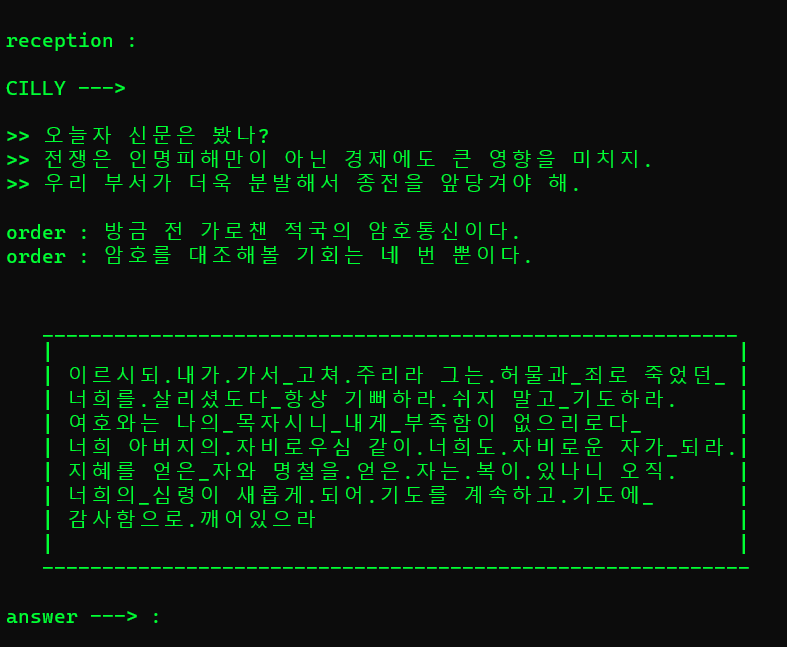 reception :
CILLY --->
>> 오늘자 신문은 봤나?
>> 전쟁은 인명피해만이 아닌 경제에도 큰 영향을 미치지.
>> 우리 부서가 더욱 분발해서 종전을 앞당겨야 해.
order : 방금 전 가로챈 적국의 암호통신이다.
order : 암호를 대조해볼 기회는 네 번 뿐이다.
이르시되.내가.가서_고쳐.주리라 그는.허물과_죄로 죽었던_
너희를.살리셨도다_항상 기뻐하라.쉬지 말고_기도하라.
여호와는 나의_목자시니_내게_부족함이 없으리로다_
너희 아버지의.자비로우심 같이.너희도.자비로운 자가_되라.
지혜를 얻은_자와 명철을.얻은.자는.복이.있나니 오직.
너희의_심령이 새롭게.되어.기도를 계속하고.기도에_
감사함으로.깨어있으라
answer ---> :